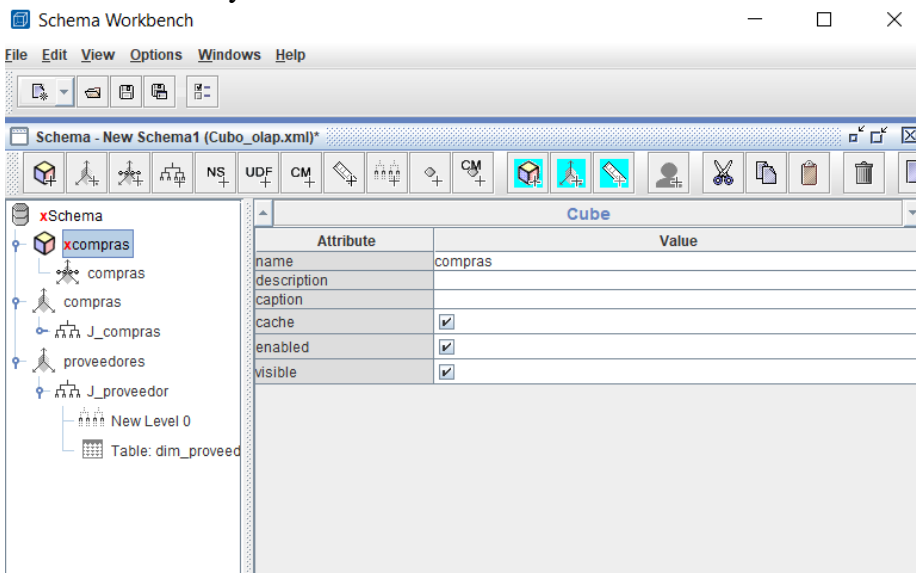 Schema Workbench
File Edit View Options Windows Help
Schema - New Schema1 (Cubo_olap.xml)*
NS UDF CM CM
xSchema
Cube
xcompras
Attribute Value
name compras
compras
description
caption
compras
cache
J_compras
enabled
proveedores
visible
J_proveedor
New Level 0
Table: dim_proveed